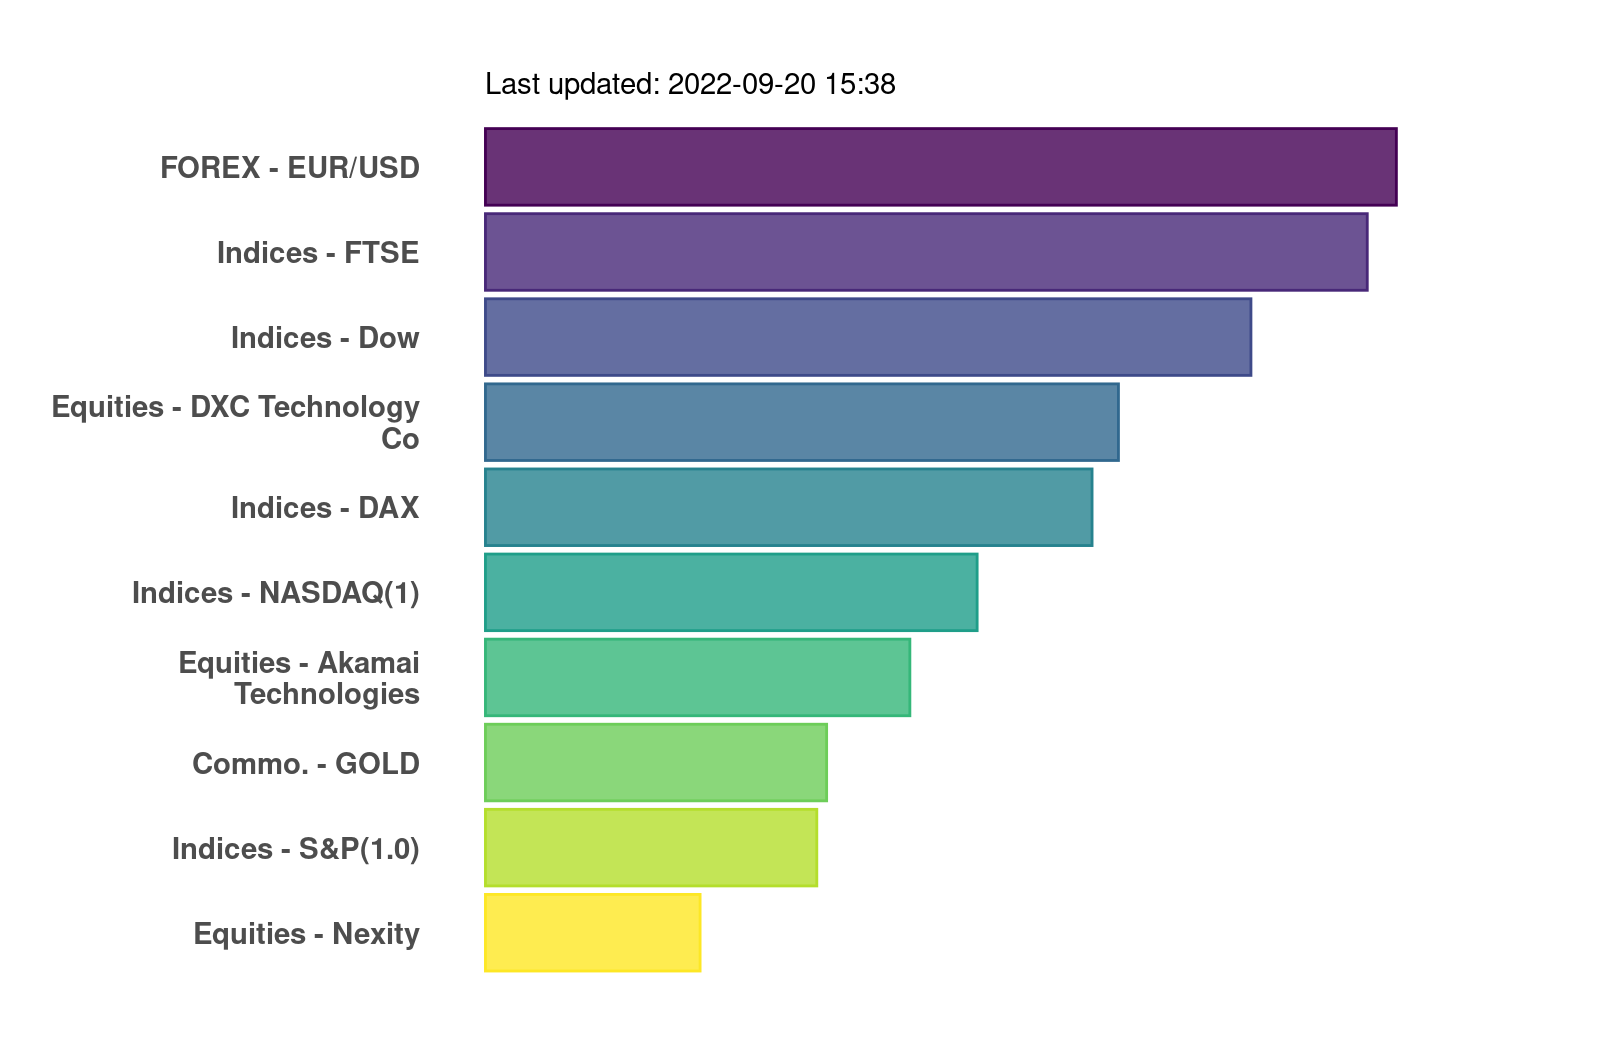 Last updated: 2022-09-20 15:38
FOREX - EUR/USD
Indices - FTSE
Indices - Dow
Equities - DXC Technology
Co
Indices - DAX
Indices - NASDAQ(1)
Equities - Akamai
Technologies
Commo. - GOLD
Indices - S&P(1.0)
Equities - Nexity